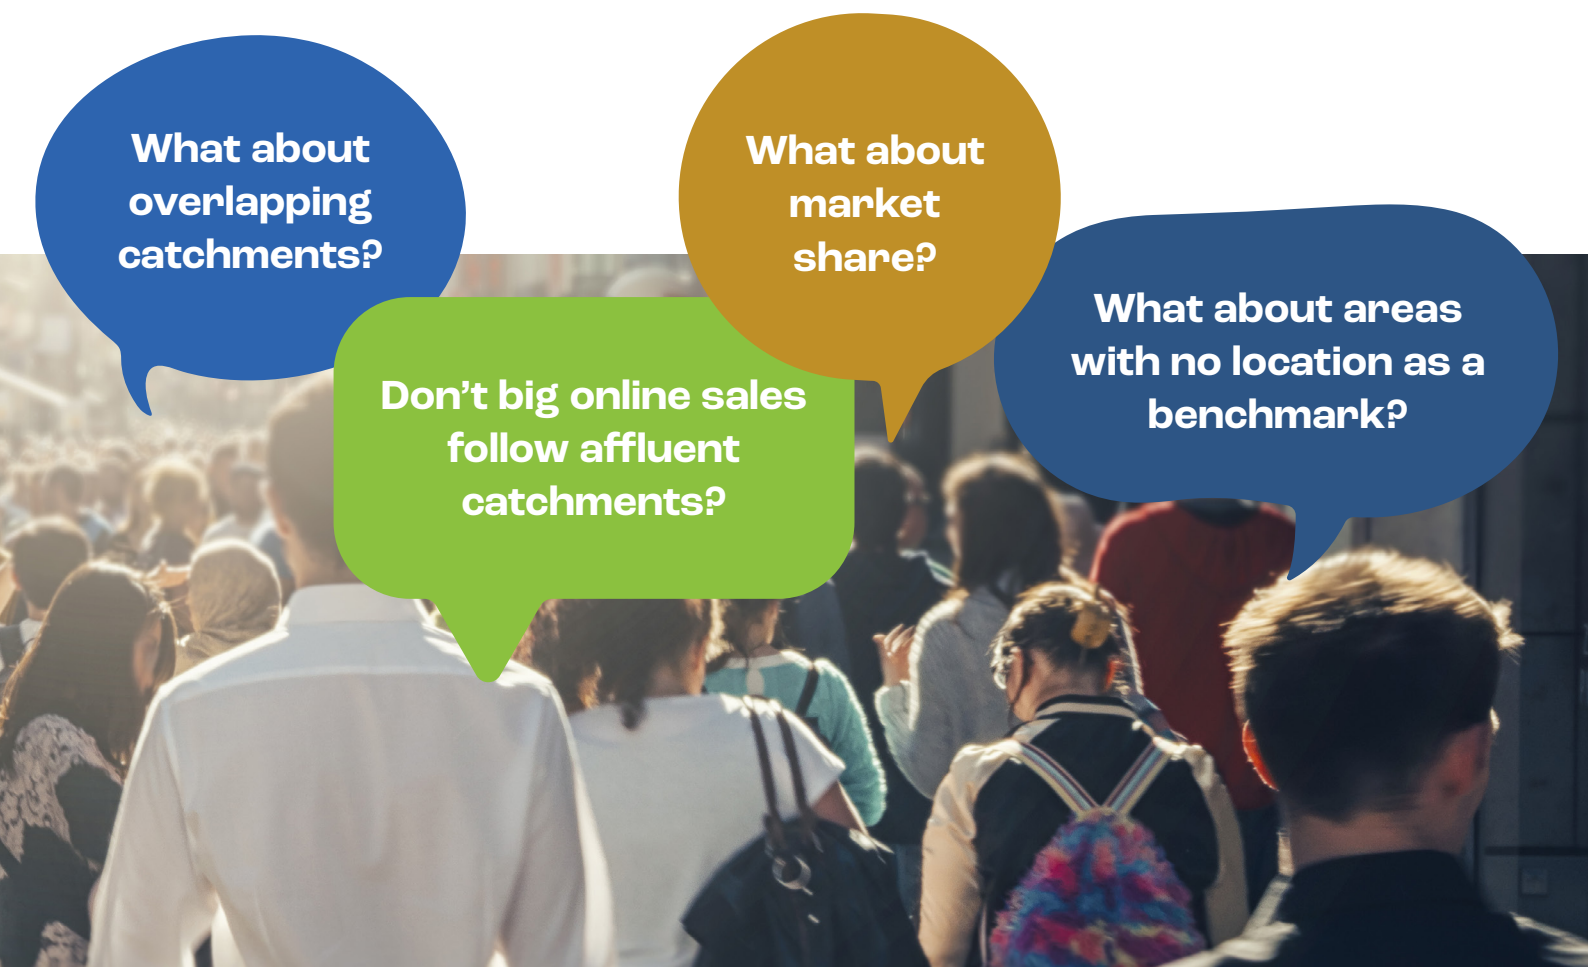 What about
overlapping
catchments?
Don’t big online sales
follow affluent
catchments?
What about
market
share?
What about areas
with no location as a
benchmark?